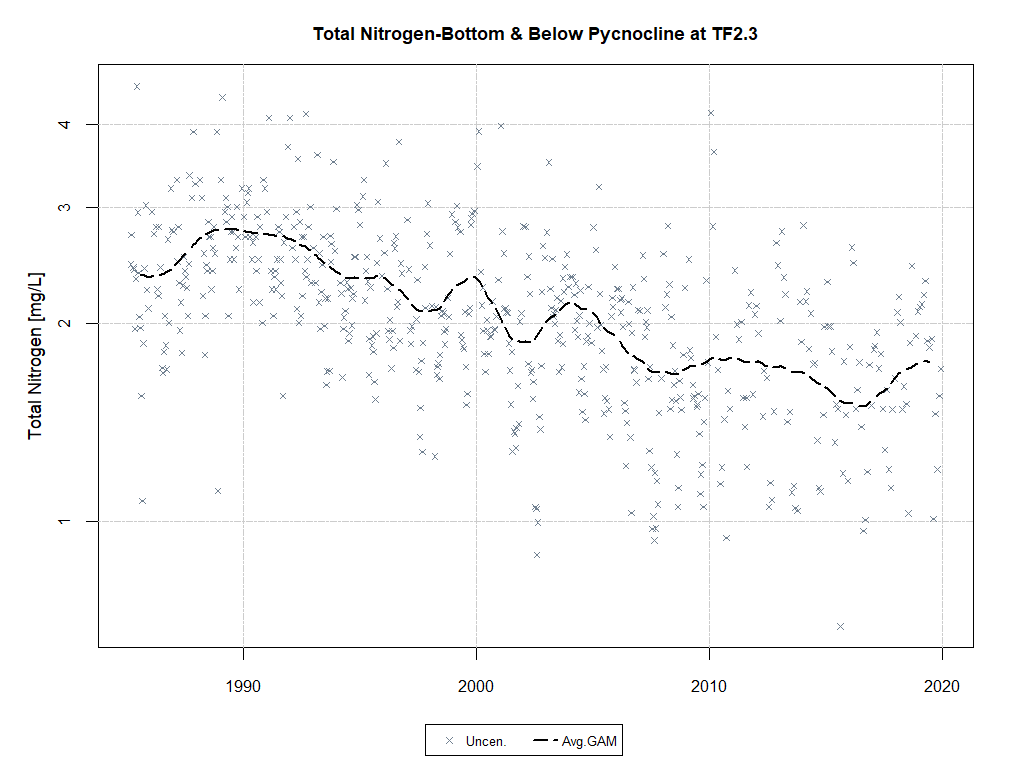 Total Nitrogen-Bottom & Below Pycnocline at TF2.3
Total Nitrogen [mg/L]
4
3
2
1
1990 2000 2010 2020
Uncen. Avg.GAM